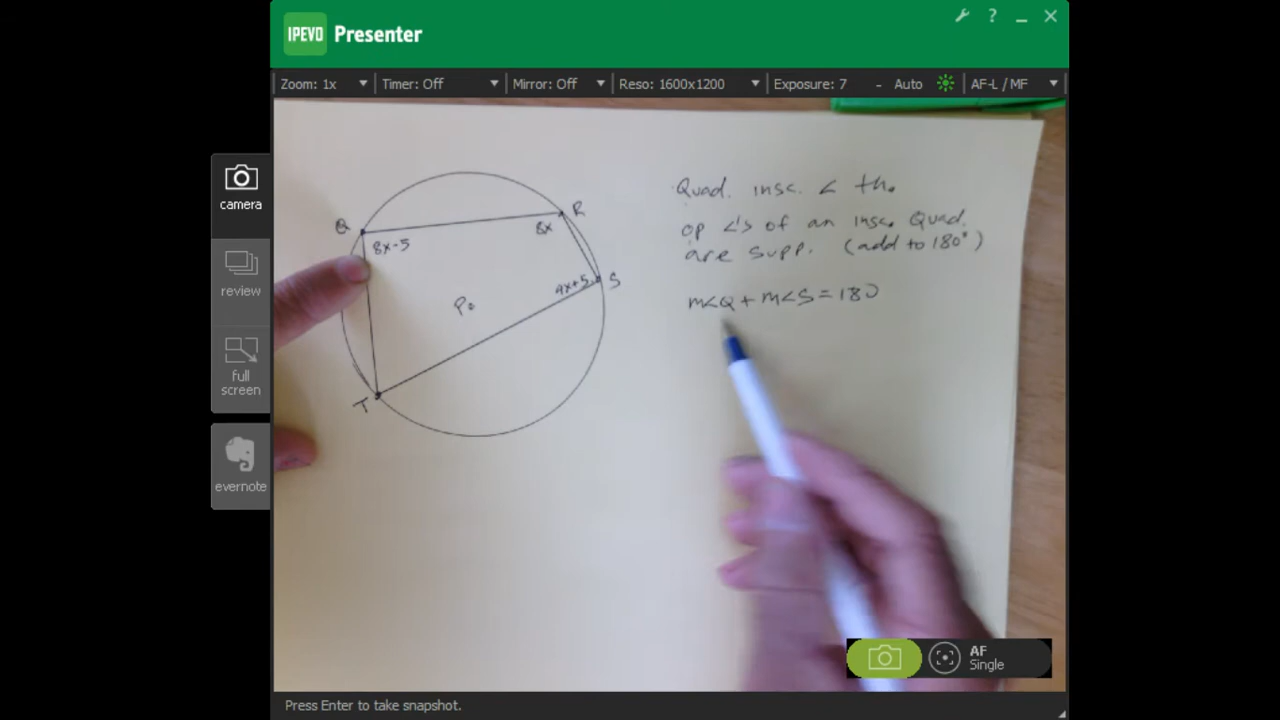 IPEVO Presenter
Zoom: 1x Timer: Off Mirror: Off Reso: 1600x1200 Exposure: 7 - Auto AF-L / MF
camera
review
full
screen
evernote
Q
8x-5
R
8x
S
4x+5
P
T
Quad. insc. < th.
op <'s of an insc. Quad.
are supp. (add to 180°)
m<Q + m<S = 180
AF
Single
Press Enter to take snapshot.